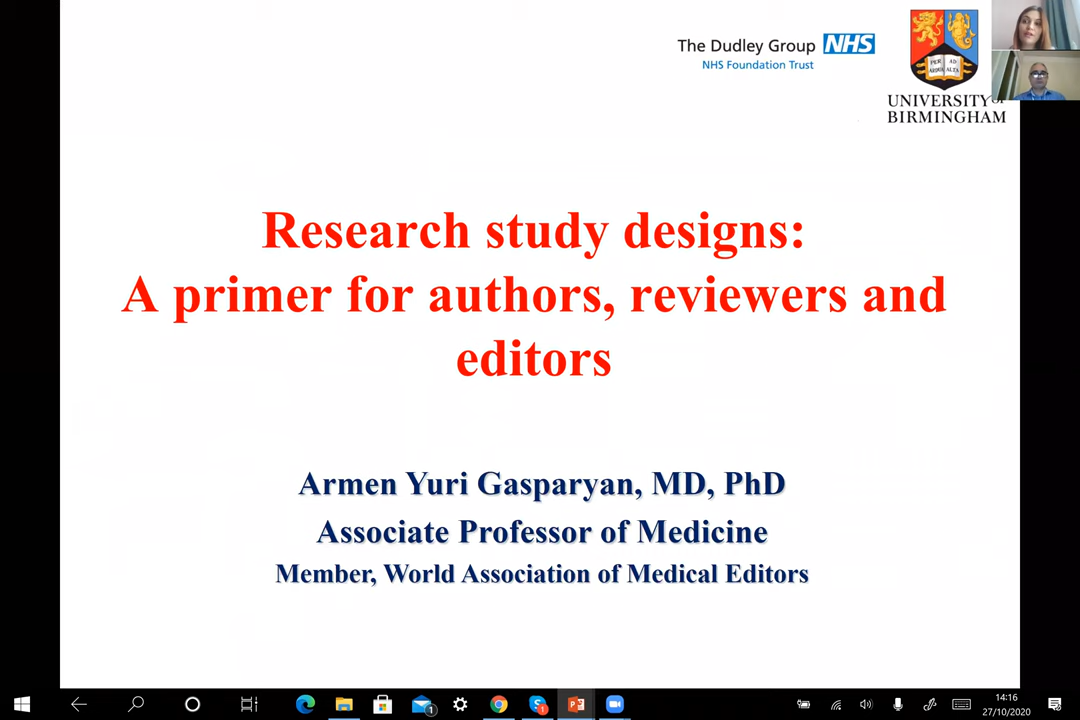 The Dudley Group NHS
NHS Foundation Trust
PER AD
ARDUA ALTA
UNIVERSITY OF
BIRMINGHAM
Research study designs:
A primer for authors, reviewers and
editors
Armen Yuri Gasparyan, MD, PhD
Associate Professor of Medicine
Member, World Association of Medical Editors
1
14:16
27/10/2020